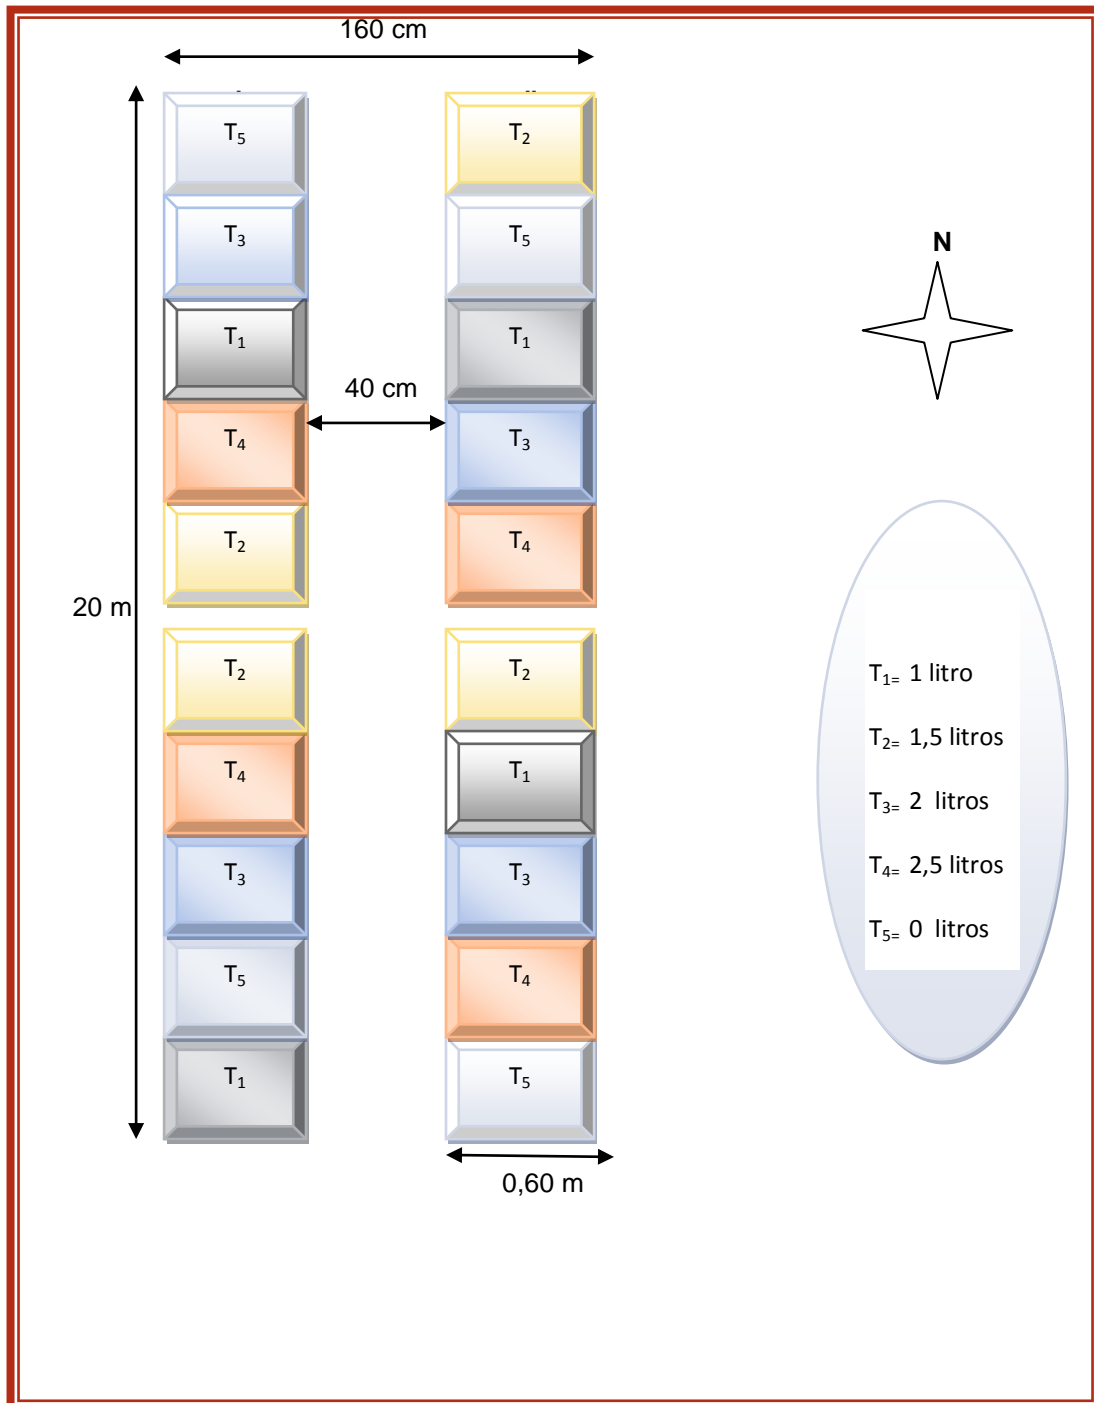 160 cm
T5 T2
T3 T5
N
T1 T1
40 cm
T4 T3
T2 T4
20 m
T2 T2
T1= 1 litro
T2= 1,5 litros
T4 T1
T3= 2 litros
T3 T3
T4= 2,5 litros
T5= 0 litros
T5 T4
T1 T5
0,60 m